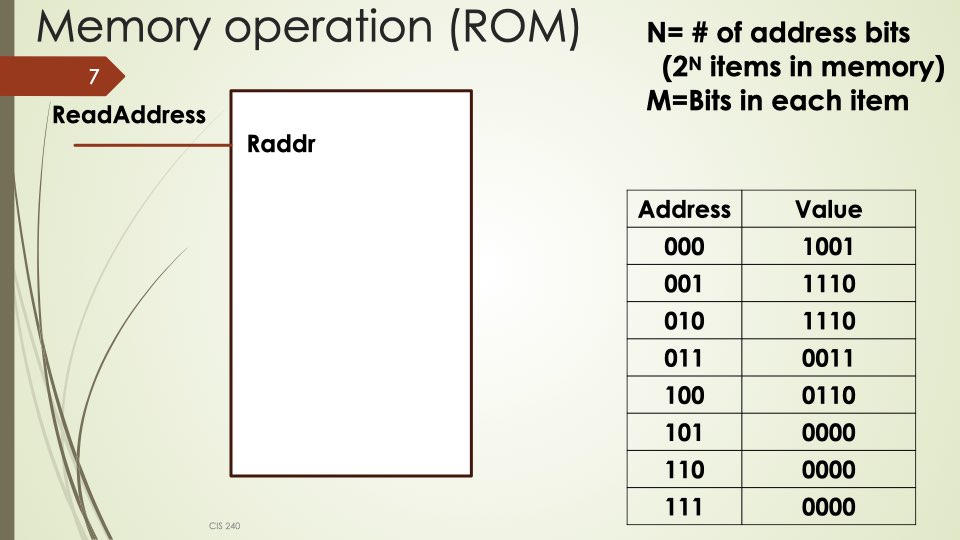 Memory operation (ROM)
7
N= # of address bits
(2ᴺ items in memory)
M=Bits in each item
ReadAddress
Raddr
Address Value
000 1001
001 1110
010 1110
011 0011
100 0110
101 0000
110 0000
111 0000
CIS 240